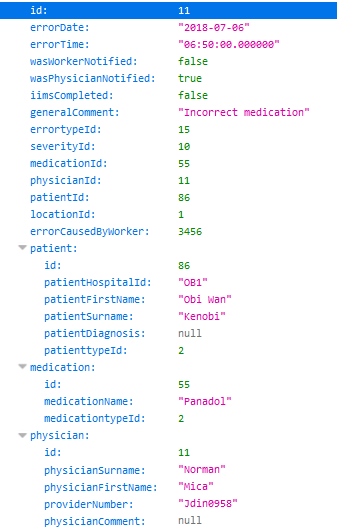 id: 11
errorDate: "2018-07-06"
errorTime: "06:50:00.000000"
wasWorkerNotified: false
wasPhysicianNotified: true
iimsCompleted: false
generalComment: "Incorrect medication"
errortypeId: 15
severityId: 10
medicationId: 55
physicianId: 11
patientId: 86
locationId: 1
errorCausedByWorker: 3456
patient:
id: 86
patientHospitalId: "OB1"
patientFirstName: "Obi Wan"
patientSurname: "Kenobi"
patientDiagnosis: null
patienttypeId: 2
medication:
id: 55
medicationName: "Panadol"
medicationtypeId: 2
physician:
id: 11
physicianSurname: "Norman"
physicianFirstName: "Mica"
providerNumber: "Jdin0958"
physicianComment: null